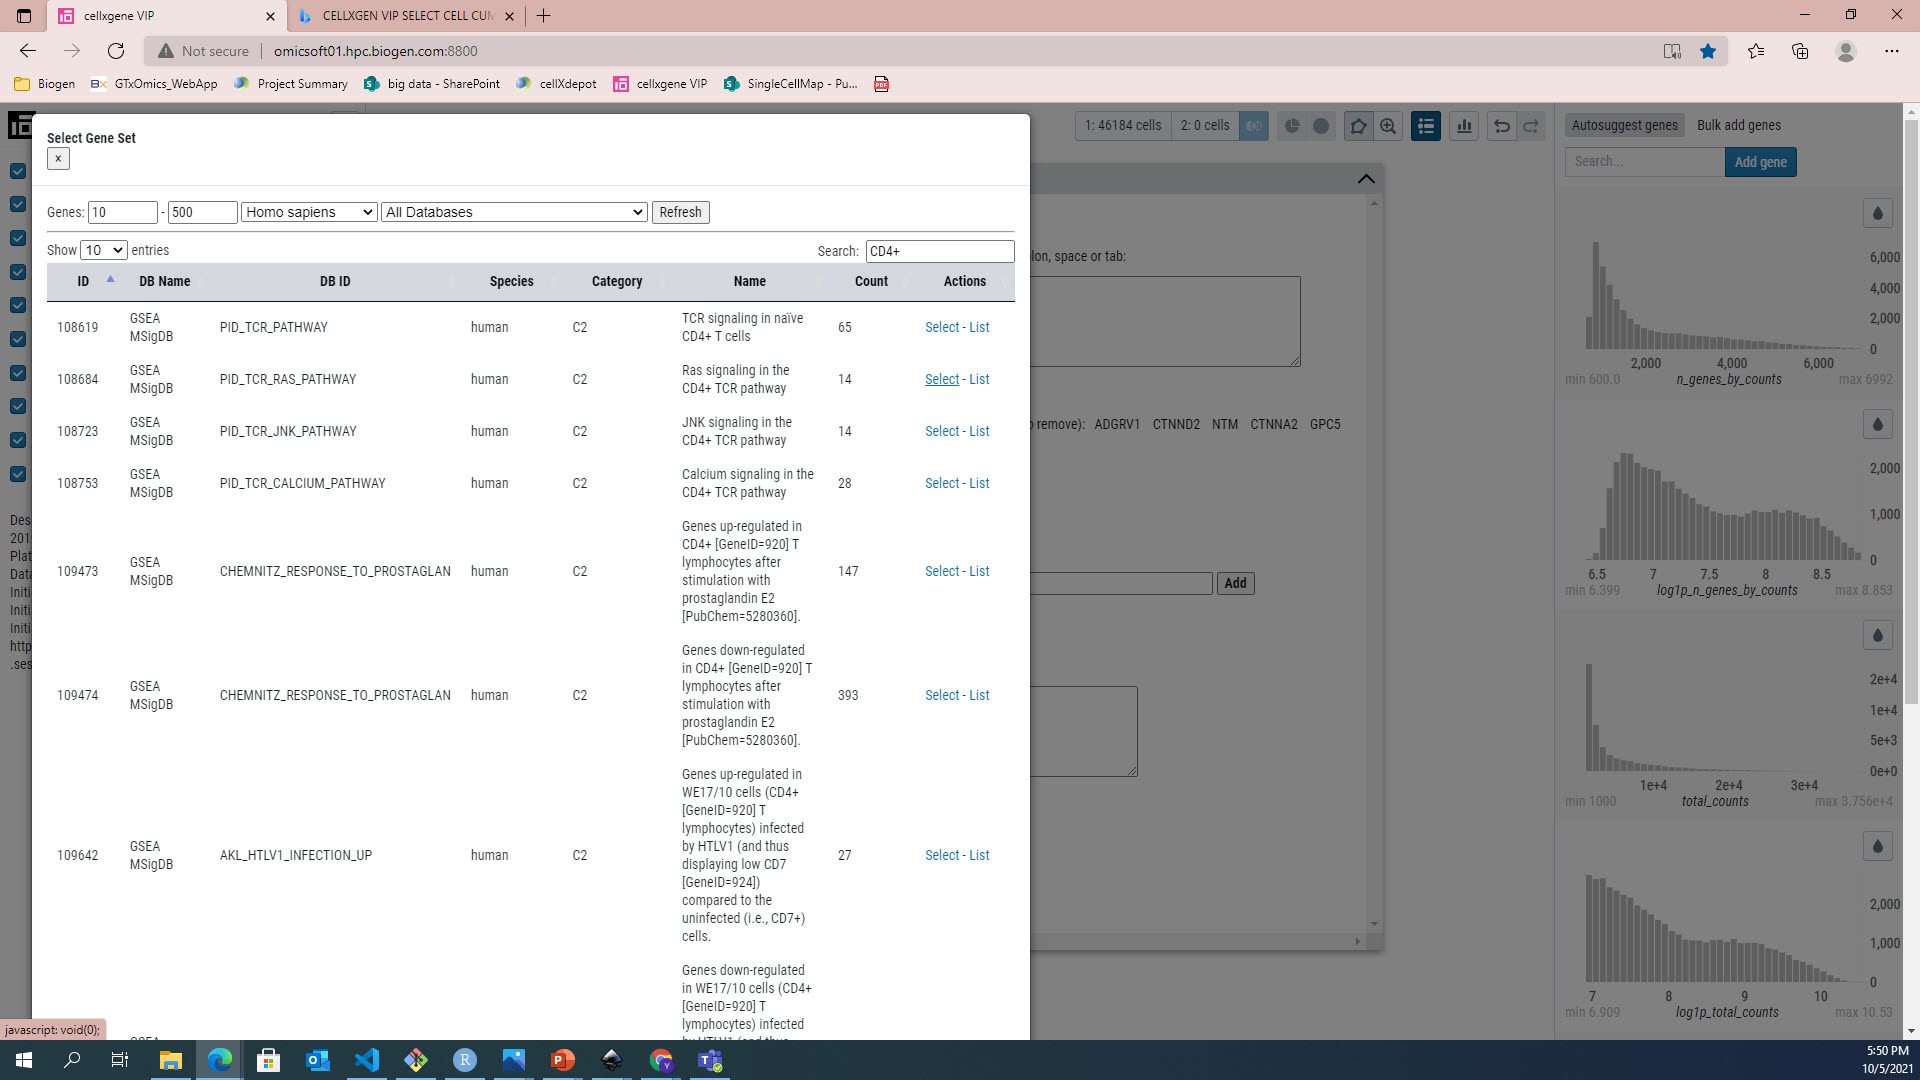 cellxgene VIP
CELLXGEN VIP SELECT CELL CUM
Not secure
omicsoft01.hpc.biogen.com:8800
Biogen
GTxOmics_WebApp
Project Summary
big data - SharePoint
cellXdepot
cellxgene VIP
SingleCellMap - Pu...
Select Gene Set
×
Genes: 10 - 500 Homo sapiens All Databases Refresh
Show 10 entries
Search: CD4+
ID DB Name DB ID Species Category Name Count Actions
108619 GSEA MSigDB PID_TCR_PATHWAY human C2 TCR signaling in naïve
CD4+ T cells 65 Select - List
108684 GSEA MSigDB PID_TCR_RAS_PATHWAY human C2 Ras signaling in the
CD4+ TCR pathway 14 Select - List
108723 GSEA MSigDB PID_TCR_JNK_PATHWAY human C2 JNK signaling in the
CD4+ TCR pathway 14 Select - List
108753 GSEA MSigDB PID_TCR_CALCIUM_PATHWAY human C2 Calcium signaling in the
CD4+ TCR pathway 28 Select - List
109473 GSEA MSigDB CHEMNITZ_RESPONSE_TO_PROSTAGLAN human C2 Genes up-regulated in
CD4+ [GeneID=920] T
lymphocytes after
stimulation with
prostaglandin E2
[PubChem=5280360]. 147 Select - List
109474 GSEA MSigDB CHEMNITZ_RESPONSE_TO_PROSTAGLAN human C2 Genes down-regulated
in CD4+ [GeneID=920] T
lymphocytes after
stimulation with
prostaglandin E2
[PubChem=5280360]. 393 Select - List
109642 GSEA MSigDB AKL_HTLV1_INFECTION_UP human C2 Genes up-regulated in
WE17/10 cells (CD4+
[GeneID=920] T
lymphocytes) infected
by HTLV1 (and thus
displaying low CD7
[GeneID=924])
compared to the
uninfected (i.e., CD7+)
cells. 27 Select - List
Genes down-regulated
in WE17/10 cells (CD4+
[GeneID=920] T
lymphocytes) infected
javascript: void(0);
Des
201
Plat
Data
Initi
Initi
Initi
http
.ses
1: 46184 cells
2: 0 cells
olon, space or tab:
o remove): ADGRV1 CTNND2 NTM CTNNA2 GPC5
Add
Autosuggest genes
Bulk add genes
Search...
Add gene
6,000
4,000
2,000
0
2,000 4,000 6,000
min 600.0 n_genes_by_counts max 6992
2,000
1,000
0
6.5 7 7.5 8 8.5
min 6.399 log1p_n_genes_by_counts max 8.853
2e+4
1e+4
5e+3
0e+0
1e+4 2e+4 3e+4
min 1000 total_counts max 3.756e+4
2,000
1,000
0
7 8 9 10
min 6.909 log1p_total_counts max 10.53
5:50 PM
10/5/2021